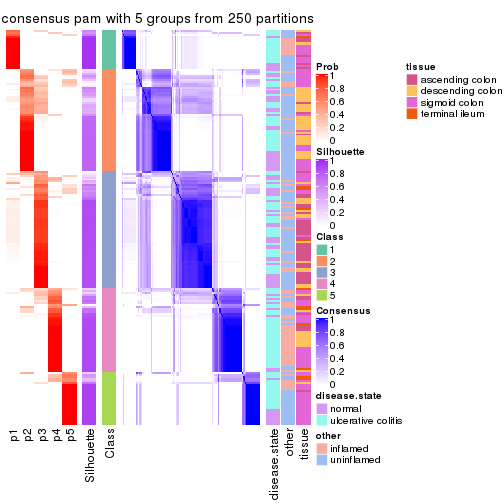 consensus pam with 5 groups from 250 partitions
Prob
1
0.8
0.6
0.4
0.2
0
Silhouette
1
0.8
0.6
0.4
0.2
0
Class
1
2
3
4
5
Consensus
1
0.8
0.6
0.4
0.2
0
disease.state
normal
ulcerative colitis
other
inflamed
uninflamed
tissue
ascending colon
descending colon
sigmoid colon
terminal ileum
p1
p2
p3
p4
p5
Silhouette
Class
disease.state
other
tissue